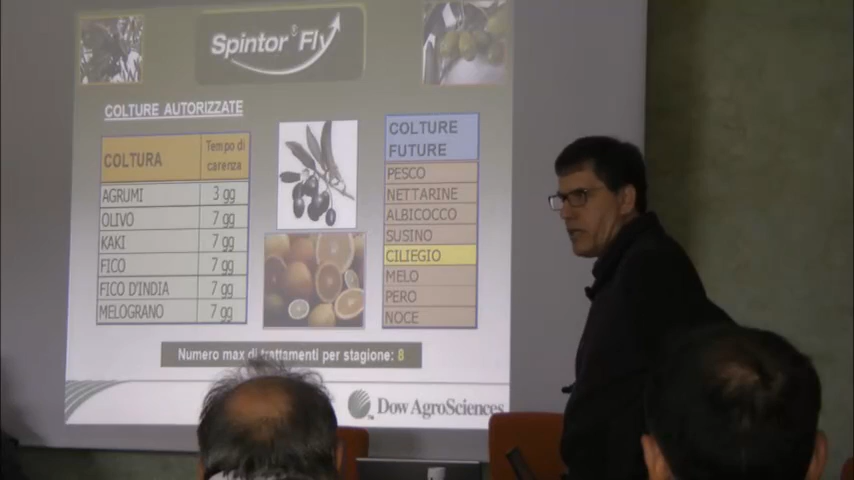 Spintor® Fly
COLTURE AUTORIZZATE
COLTURA Tempo di carenza
AGRUMI 3 gg
OLIVO 7 gg
KAKI 7 gg
FICO 7 gg
FICO D'INDIA 7 gg
MELOGRANO 7 gg
COLTURE
FUTURE
PESCO
NETTARINE
ALBICOCCO
SUSINO
CILIEGIO
MELO
PERO
NOCE
Numero max di trattamenti per stagione: 8
Dow AgroSciences